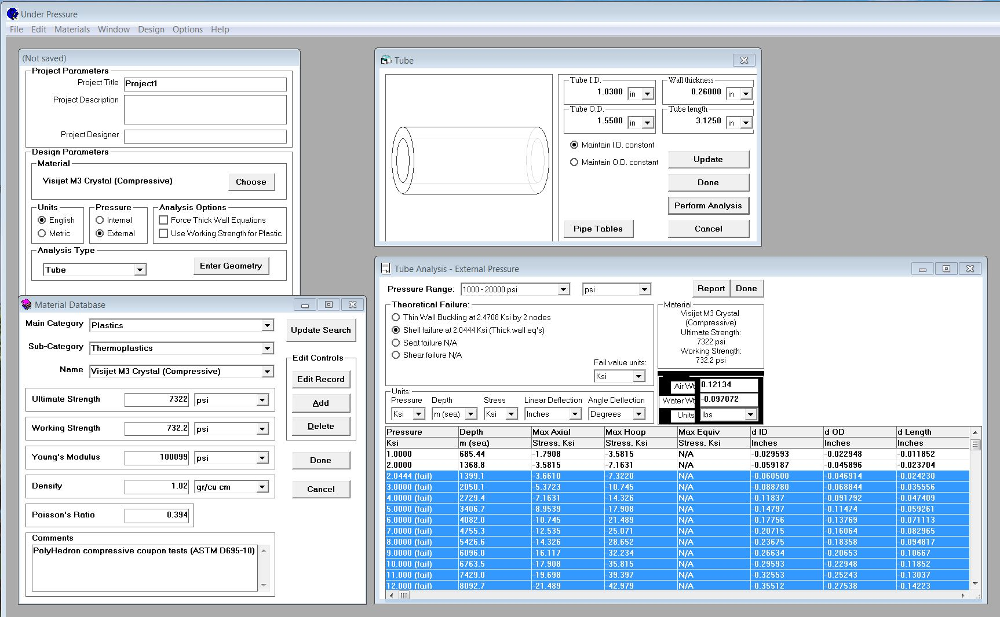 Under Pressure
File Edit Materials Window Design Options Help
(Not saved)
Project Parameters
Project Title Project1
Project Description
Project Designer
Design Parameters
Material
Visijet M3 Crystal (Compressive) Choose
Units Pressure Analysis Options
English Internal Force Thick Wall Equations
Metric External Use Working Strength for Plastic
Analysis Type
Tube Enter Geometry
Material Database
Main Category Plastics Update Search
Sub-Category Thermoplastics
Name Visijet M3 Crystal (Compressive)
Edit Controls
Edit Record
Add
Delete
Done
Cancel
Ultimate Strength 7322 psi
Working Strength 732.2 psi
Young's Modulus 100099 psi
Density 1.02 gr/cu cm
Poisson's Ratio 0.394
Comments
PolyHedron compressive coupon tests (ASTM D695-10)
Tube
Tube I.D. Wall thickness
1.0300 in 0.26000 in
Tube O.D. Tube length
1.5500 in 3.1250 in
Maintain I.D. constant
Maintain O.D. constant
Update
Done
Perform Analysis
Pipe Tables Cancel
Tube Analysis - External Pressure
Pressure Range: 1000 - 20000 psi psi Report Done
Theoretical Failure:
Thin Wall Buckling at 2.4708 Ksi by 2 nodes
Shell failure at 2.0444 Ksi (Thick wall eq's)
Seat failure N/A
Shear failure N/A
Fail value units:
Ksi
Material
Visijet M3 Crystal
(Compressive)
Ultimate Strength:
7322 psi
Working Strength:
732.2 psi
Air Wt 0.12134
Water Wt -0.097072
Units lbs
Units:
Pressure Depth Stress Linear Deflection Angle Deflection
Ksi m (sea) Ksi Inches Degrees
Pressure Depth Max Axial Max Hoop Max Equiv d ID d OD d Length
Ksi m (sea) Stress, Ksi Stress, Ksi Stress, Ksi Inches Inches Inches
1.0000 685.44 -1.7908 -3.5815 N/A -0.029593 -0.022948 -0.011852
2.0000 1368.8 -3.5815 -7.1631 N/A -0.059187 -0.045896 -0.023704
2.0444 (fail) 1399.1 -3.6610 -7.3220 N/A -0.060500 -0.046914 -0.024230
3.0000 (fail) 2050.1 -5.3723 -10.745 N/A -0.088780 -0.068844 -0.035556
4.0000 (fail) 2729.4 -7.1631 -14.326 N/A -0.11837 -0.091792 -0.047409
5.0000 (fail) 3406.7 -8.9539 -17.908 N/A -0.14797 -0.11474 -0.059261
6.0000 (fail) 4082.0 -10.745 -21.489 N/A -0.17756 -0.13769 -0.071113
7.0000 (fail) 4755.3 -12.535 -25.071 N/A -0.20715 -0.16064 -0.082965
8.0000 (fail) 5426.6 -14.326 -28.652 N/A -0.23675 -0.18358 -0.094817
9.0000 (fail) 6096.0 -16.117 -32.234 N/A -0.26634 -0.20653 -0.10667
10.000 (fail) 6763.5 -17.908 -35.815 N/A -0.29593 -0.22948 -0.11852
11.000 (fail) 7429.0 -19.698 -39.397 N/A -0.32553 -0.25243 -0.13037
12.000 (fail) 8092.7 -21.489 -42.979 N/A -0.35512 -0.27538 -0.14223